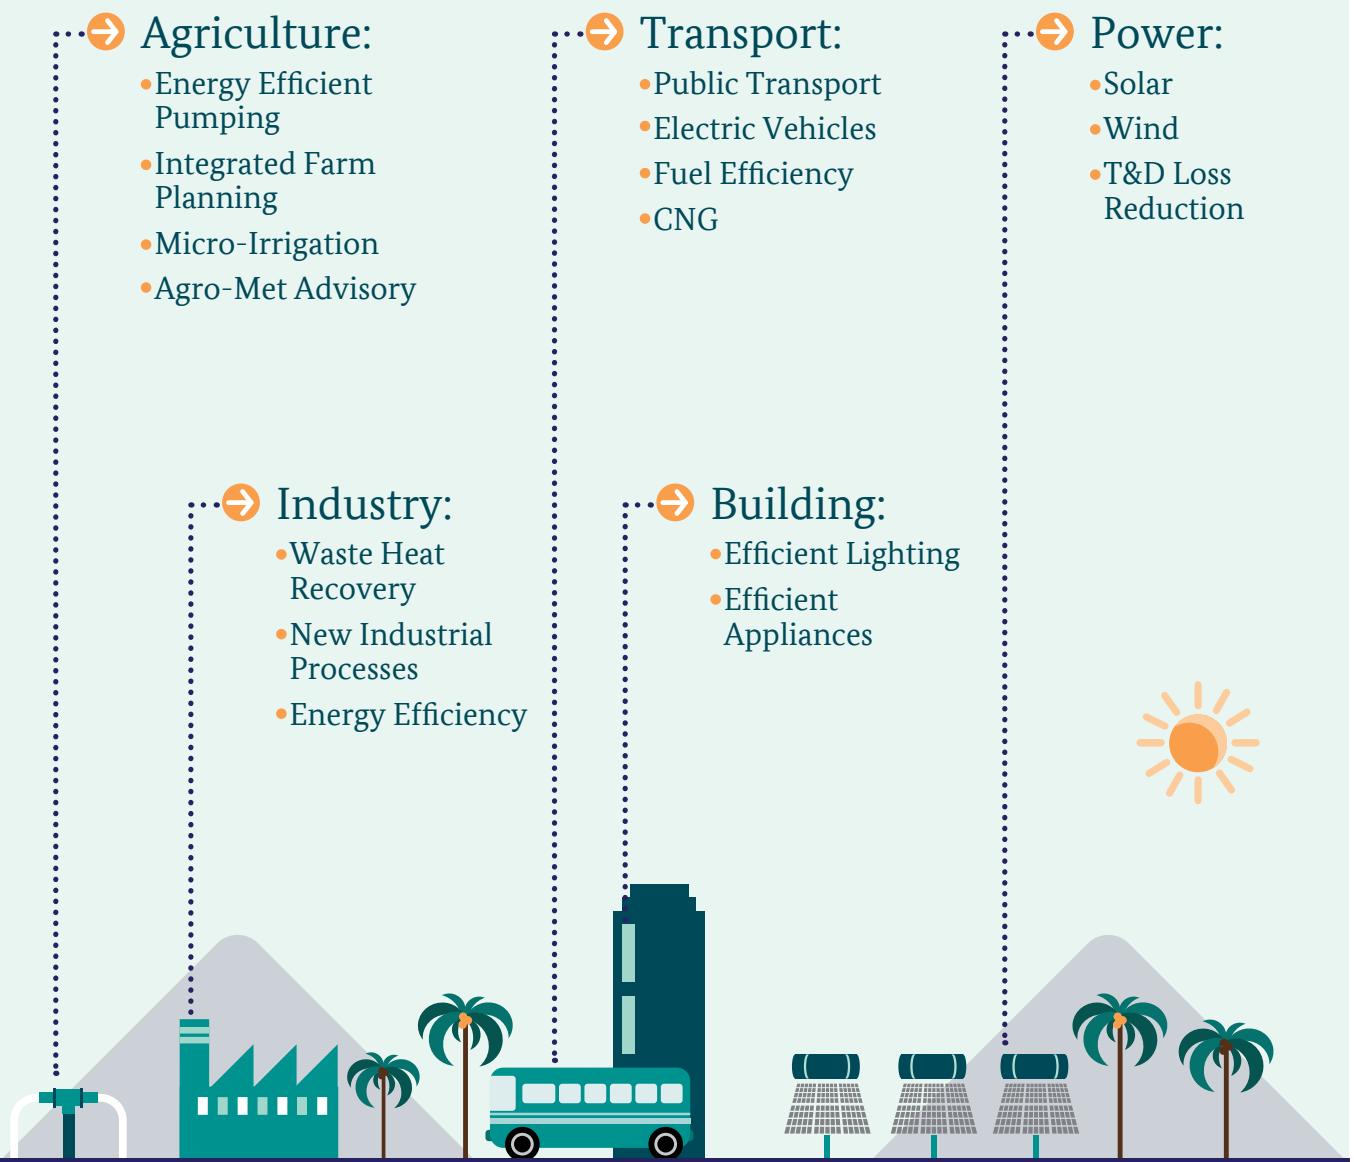 Agriculture:
Energy Efficient
Pumping
Integrated Farm
Planning
Micro-Irrigation
Agro-Met Advisory
Transport:
Public Transport
Electric Vehicles
Fuel Efficiency
CNG
Power:
Solar
Wind
T&D Loss
Reduction
Industry:
Waste Heat
Recovery
New Industrial
Processes
Energy Efficiency
Building:
Efficient Lighting
Efficient
Appliances